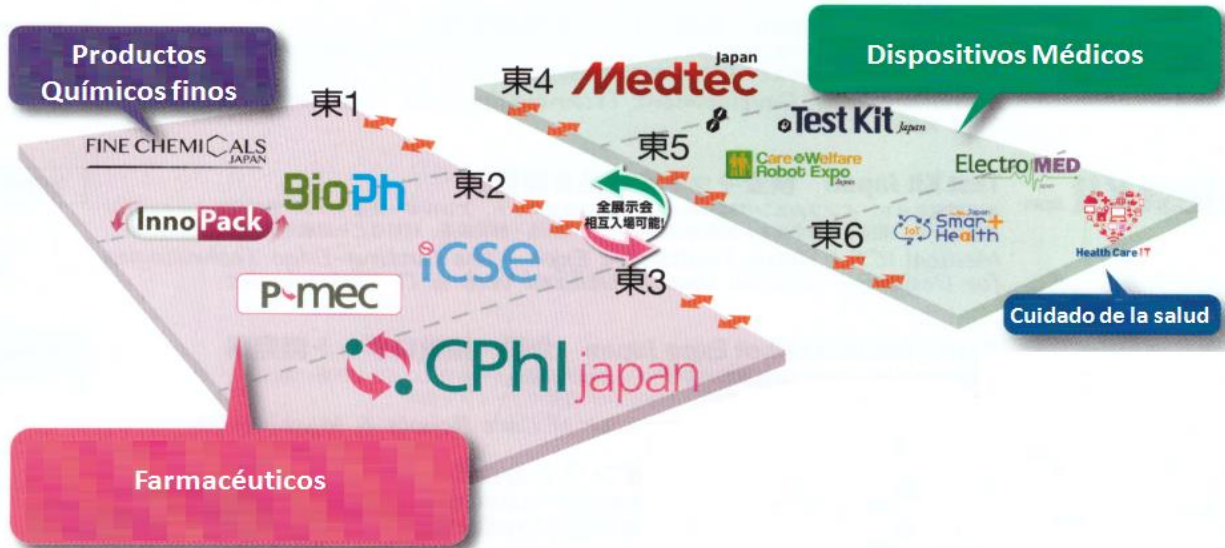 Productos
Químicos finos
Dispositivos Médicos
東1
東4
Japan
Medtec
FINE CHEMICALS
JAPAN
BioPh
東2
東5
Test Kit Japan
Care Welfare
Robot Expo
Japan
ElectroMED
InnoPack
全展示会
相互入場可能!
icse
東6
IoT
Japan
Smart
Health
Health Care IT
P-mec
東3
Cuidado de la salud
CPhI japan
Farmacéuticos